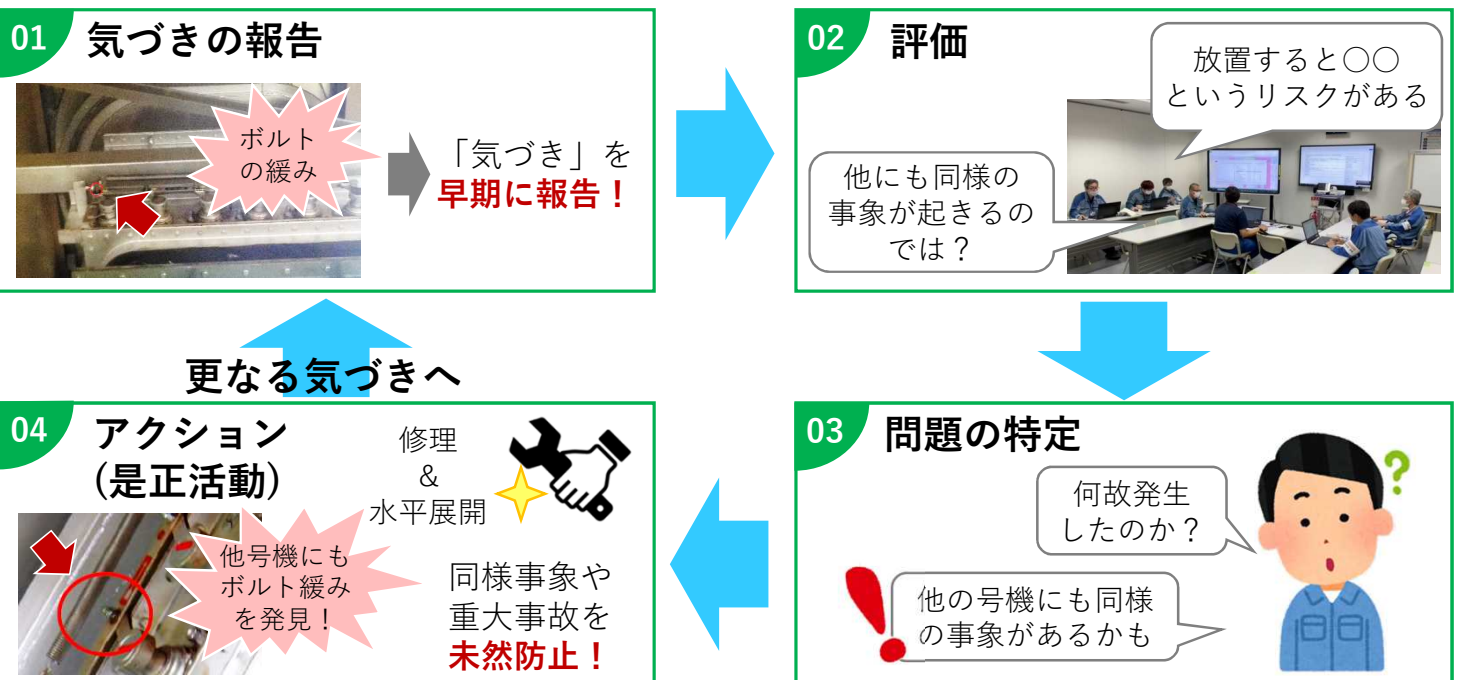 01
気づきの報告
ボルト
の緩み
「気づき」を
早期に報告！
02
評価
放置すると〇〇
というリスクがある
他にも同様の
事象が起きるの
では？
03
問題の特定
何故発生
したのか？
他の号機にも同様
の事象があるかも
04
アクション
(是正活動)
修理
&
水平展開
他号機にも
ボルト緩み
を発見！
同様事象や
重大事故を
未然防止！
更なる気づきへ